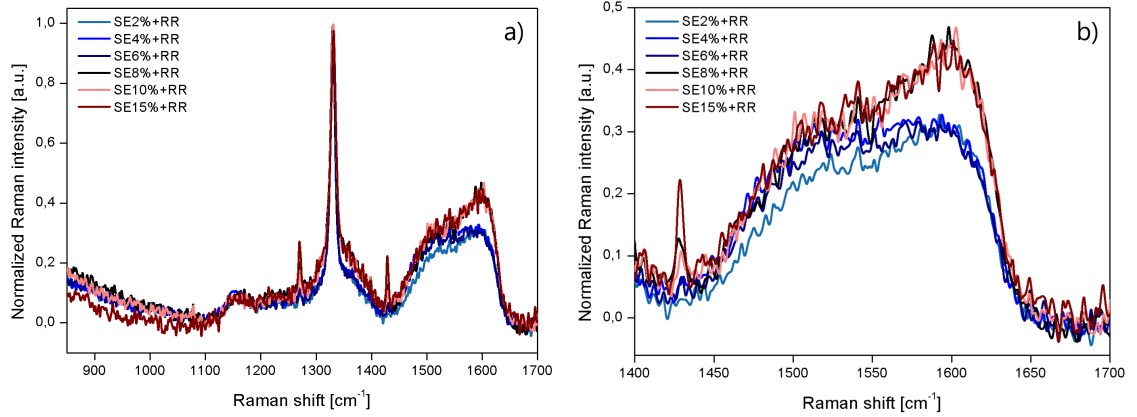 SE2%+RR
SE4%+RR
SE6%+RR
SE8%+RR
SE10%+RR
SE15%+RR
a)
1,0
0,8
0,6
0,4
0,2
0,0
Normalized Raman intensity [a.u.]
900 1000 1100 1200 1300 1400 1500 1600 1700
Raman shift [cm⁻¹]
SE2%+RR
SE4%+RR
SE6%+RR
SE8%+RR
SE10%+RR
SE15%+RR
b)
0,5
0,4
0,3
0,2
0,1
0,0
Normalized Raman intensity [a.u.]
1400 1450 1500 1550 1600 1650 1700
Raman shift [cm⁻¹]